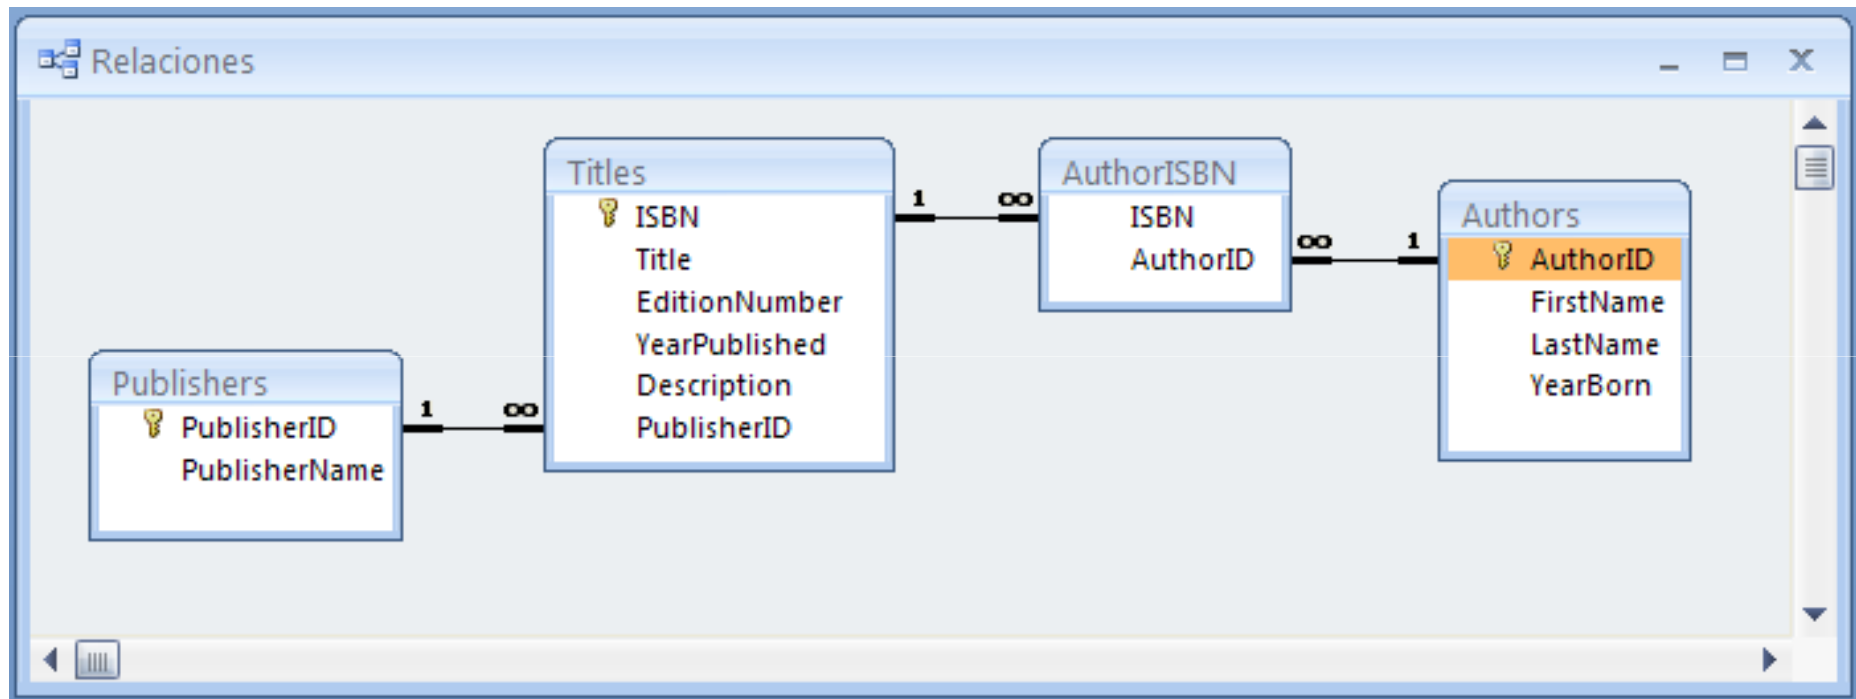 Relaciones
Publishers
PublisherID
PublisherName
1 ∞
Titles
ISBN
Title
EditionNumber
YearPublished
Description
PublisherID
1 ∞
AuthorISBN
ISBN
AuthorID
∞ 1
Authors
AuthorID
FirstName
LastName
YearBorn